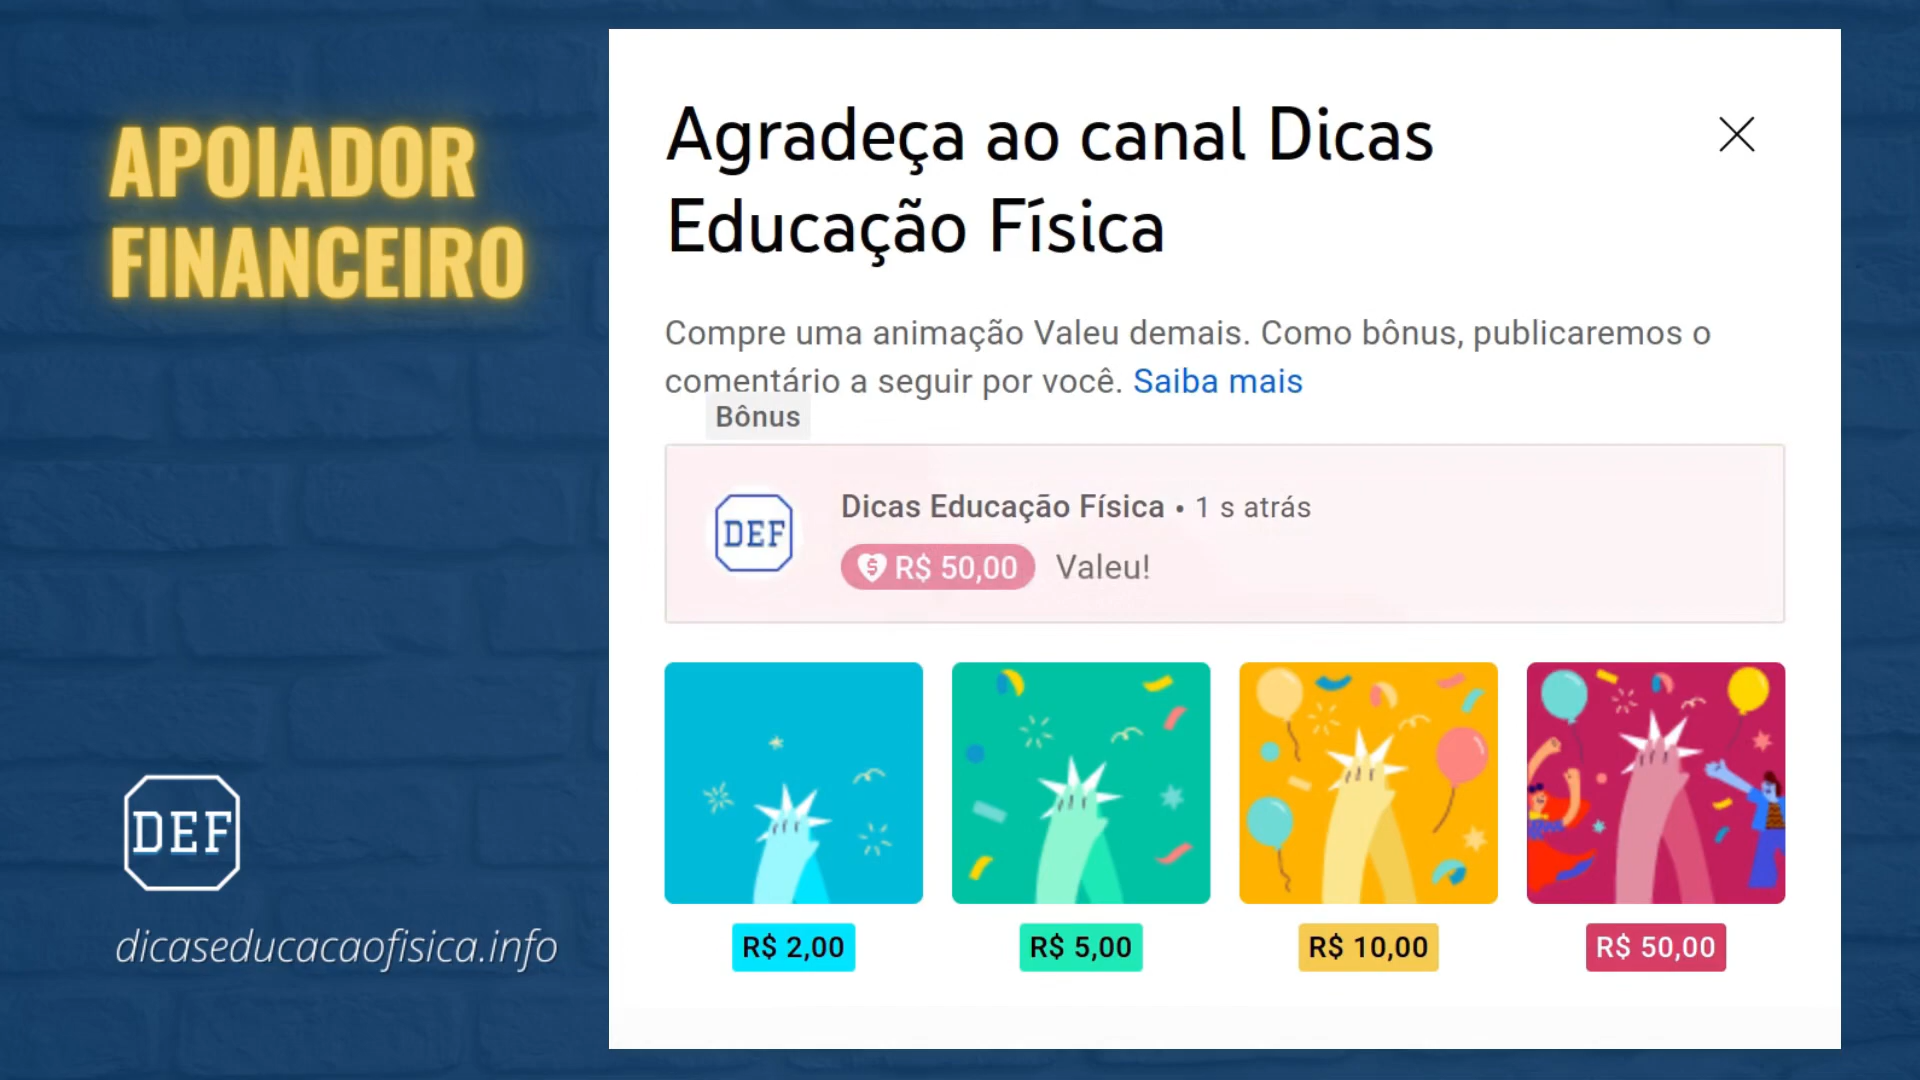 APOIADOR
FINANCEIRO
DEF
dicaseducacaofisica.info
Agradeça ao canal Dicas
Educação Física
Compre uma animação Valeu demais. Como bônus, publicaremos o
comentário a seguir por você. Saiba mais
Bônus
DEF
Dicas Educação Física • 1 s atrás
R$ 50,00 Valeu!
R$ 2,00
R$ 5,00
R$ 10,00
R$ 50,00